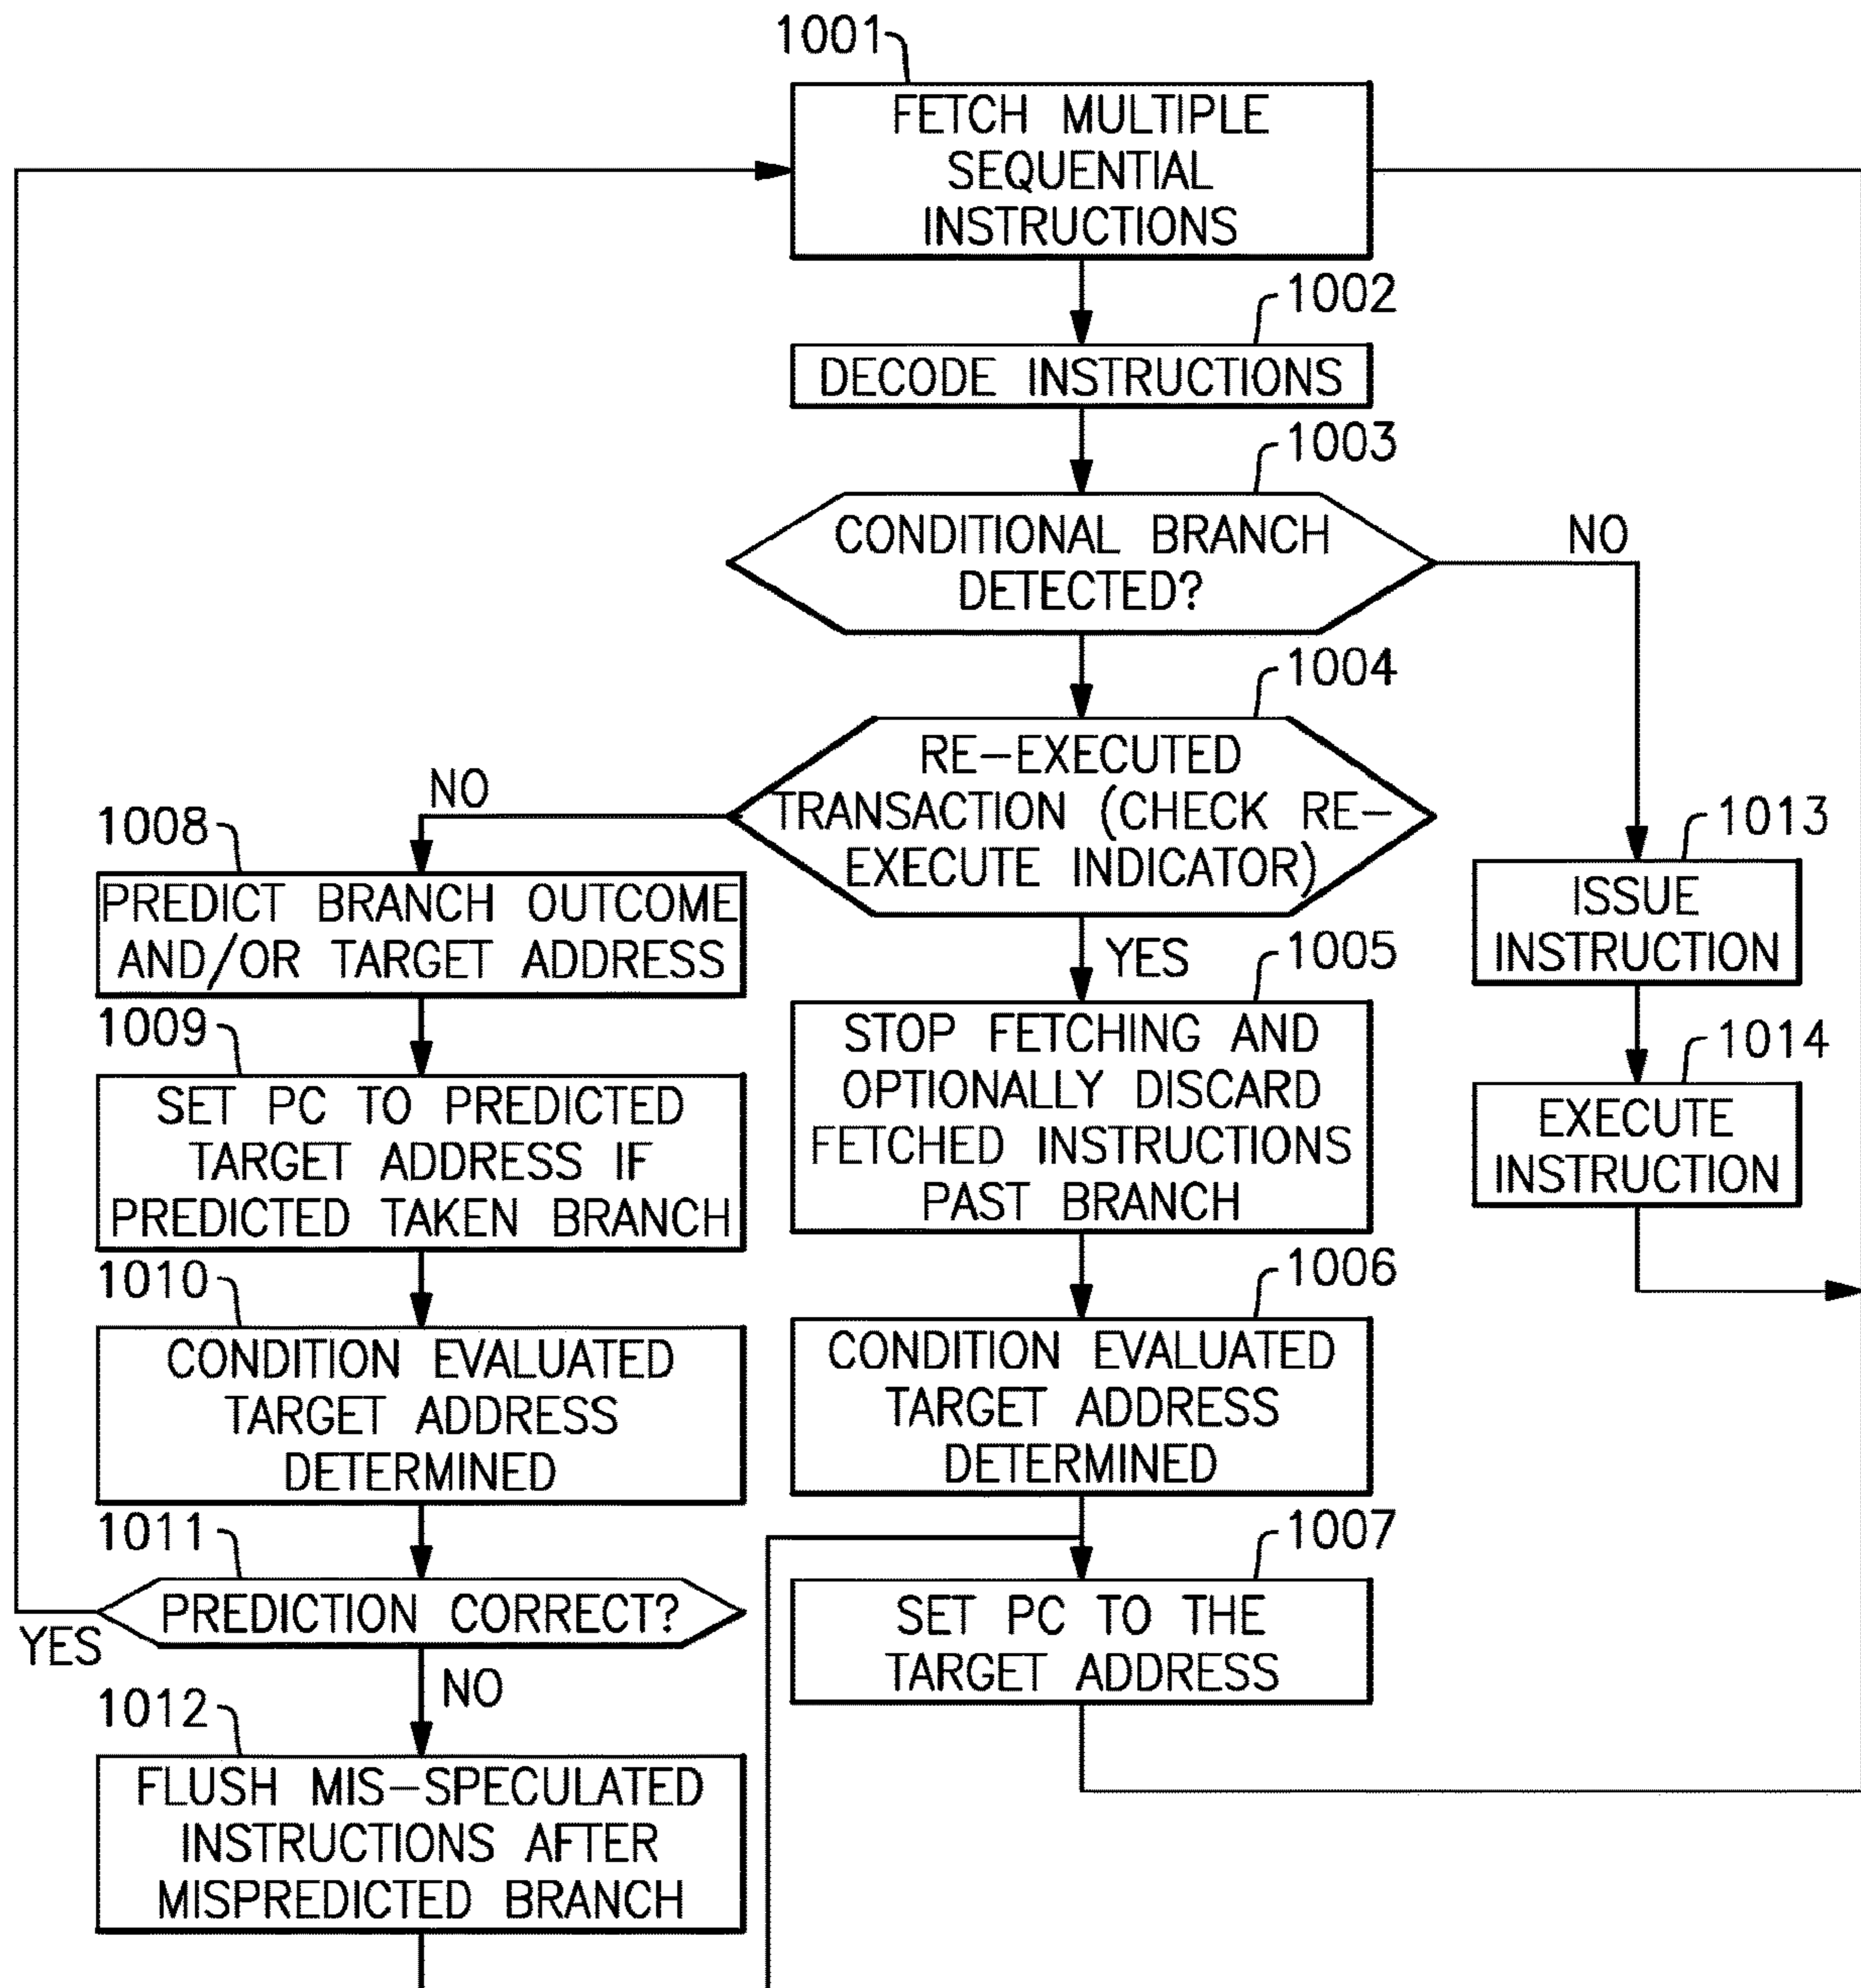 1001
FETCH MULTIPLE
SEQUENTIAL
INSTRUCTIONS
1002
DECODE INSTRUCTIONS
1003
CONDITIONAL BRANCH
DETECTED?
NO
1004
RE-EXECUTED
TRANSACTION (CHECK RE-
EXECUTE INDICATOR)
NO
YES
1008
PREDICT BRANCH OUTCOME
AND/OR TARGET ADDRESS
1009
SET PC TO PREDICTED
TARGET ADDRESS IF
PREDICTED TAKEN BRANCH
1010
CONDITION EVALUATED
TARGET ADDRESS
DETERMINED
1011
PREDICTION CORRECT?
YES
NO
1012
FLUSH MIS-SPECULATED
INSTRUCTIONS AFTER
MISPREDICTED BRANCH
1005
STOP FETCHING AND
OPTIONALLY DISCARD
FETCHED INSTRUCTIONS
PAST BRANCH
1006
CONDITION EVALUATED
TARGET ADDRESS
DETERMINED
1007
SET PC TO THE
TARGET ADDRESS
1013
ISSUE
INSTRUCTION
1014
EXECUTE
INSTRUCTION